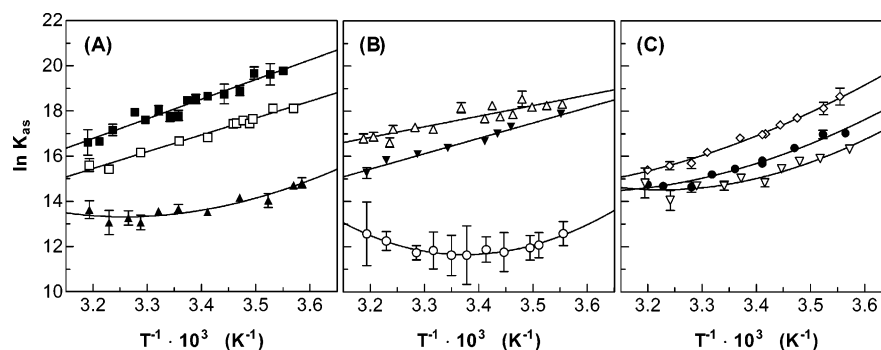 22
20
18
16
14
12
10
ln K_as
(A)
(B)
(C)
3.2 3.3 3.4 3.5 3.6
3.2 3.3 3.4 3.5 3.6
3.2 3.3 3.4 3.5 3.6
T⁻¹ · 10³ (K⁻¹)
T⁻¹ · 10³ (K⁻¹)
T⁻¹ · 10³ (K⁻¹)